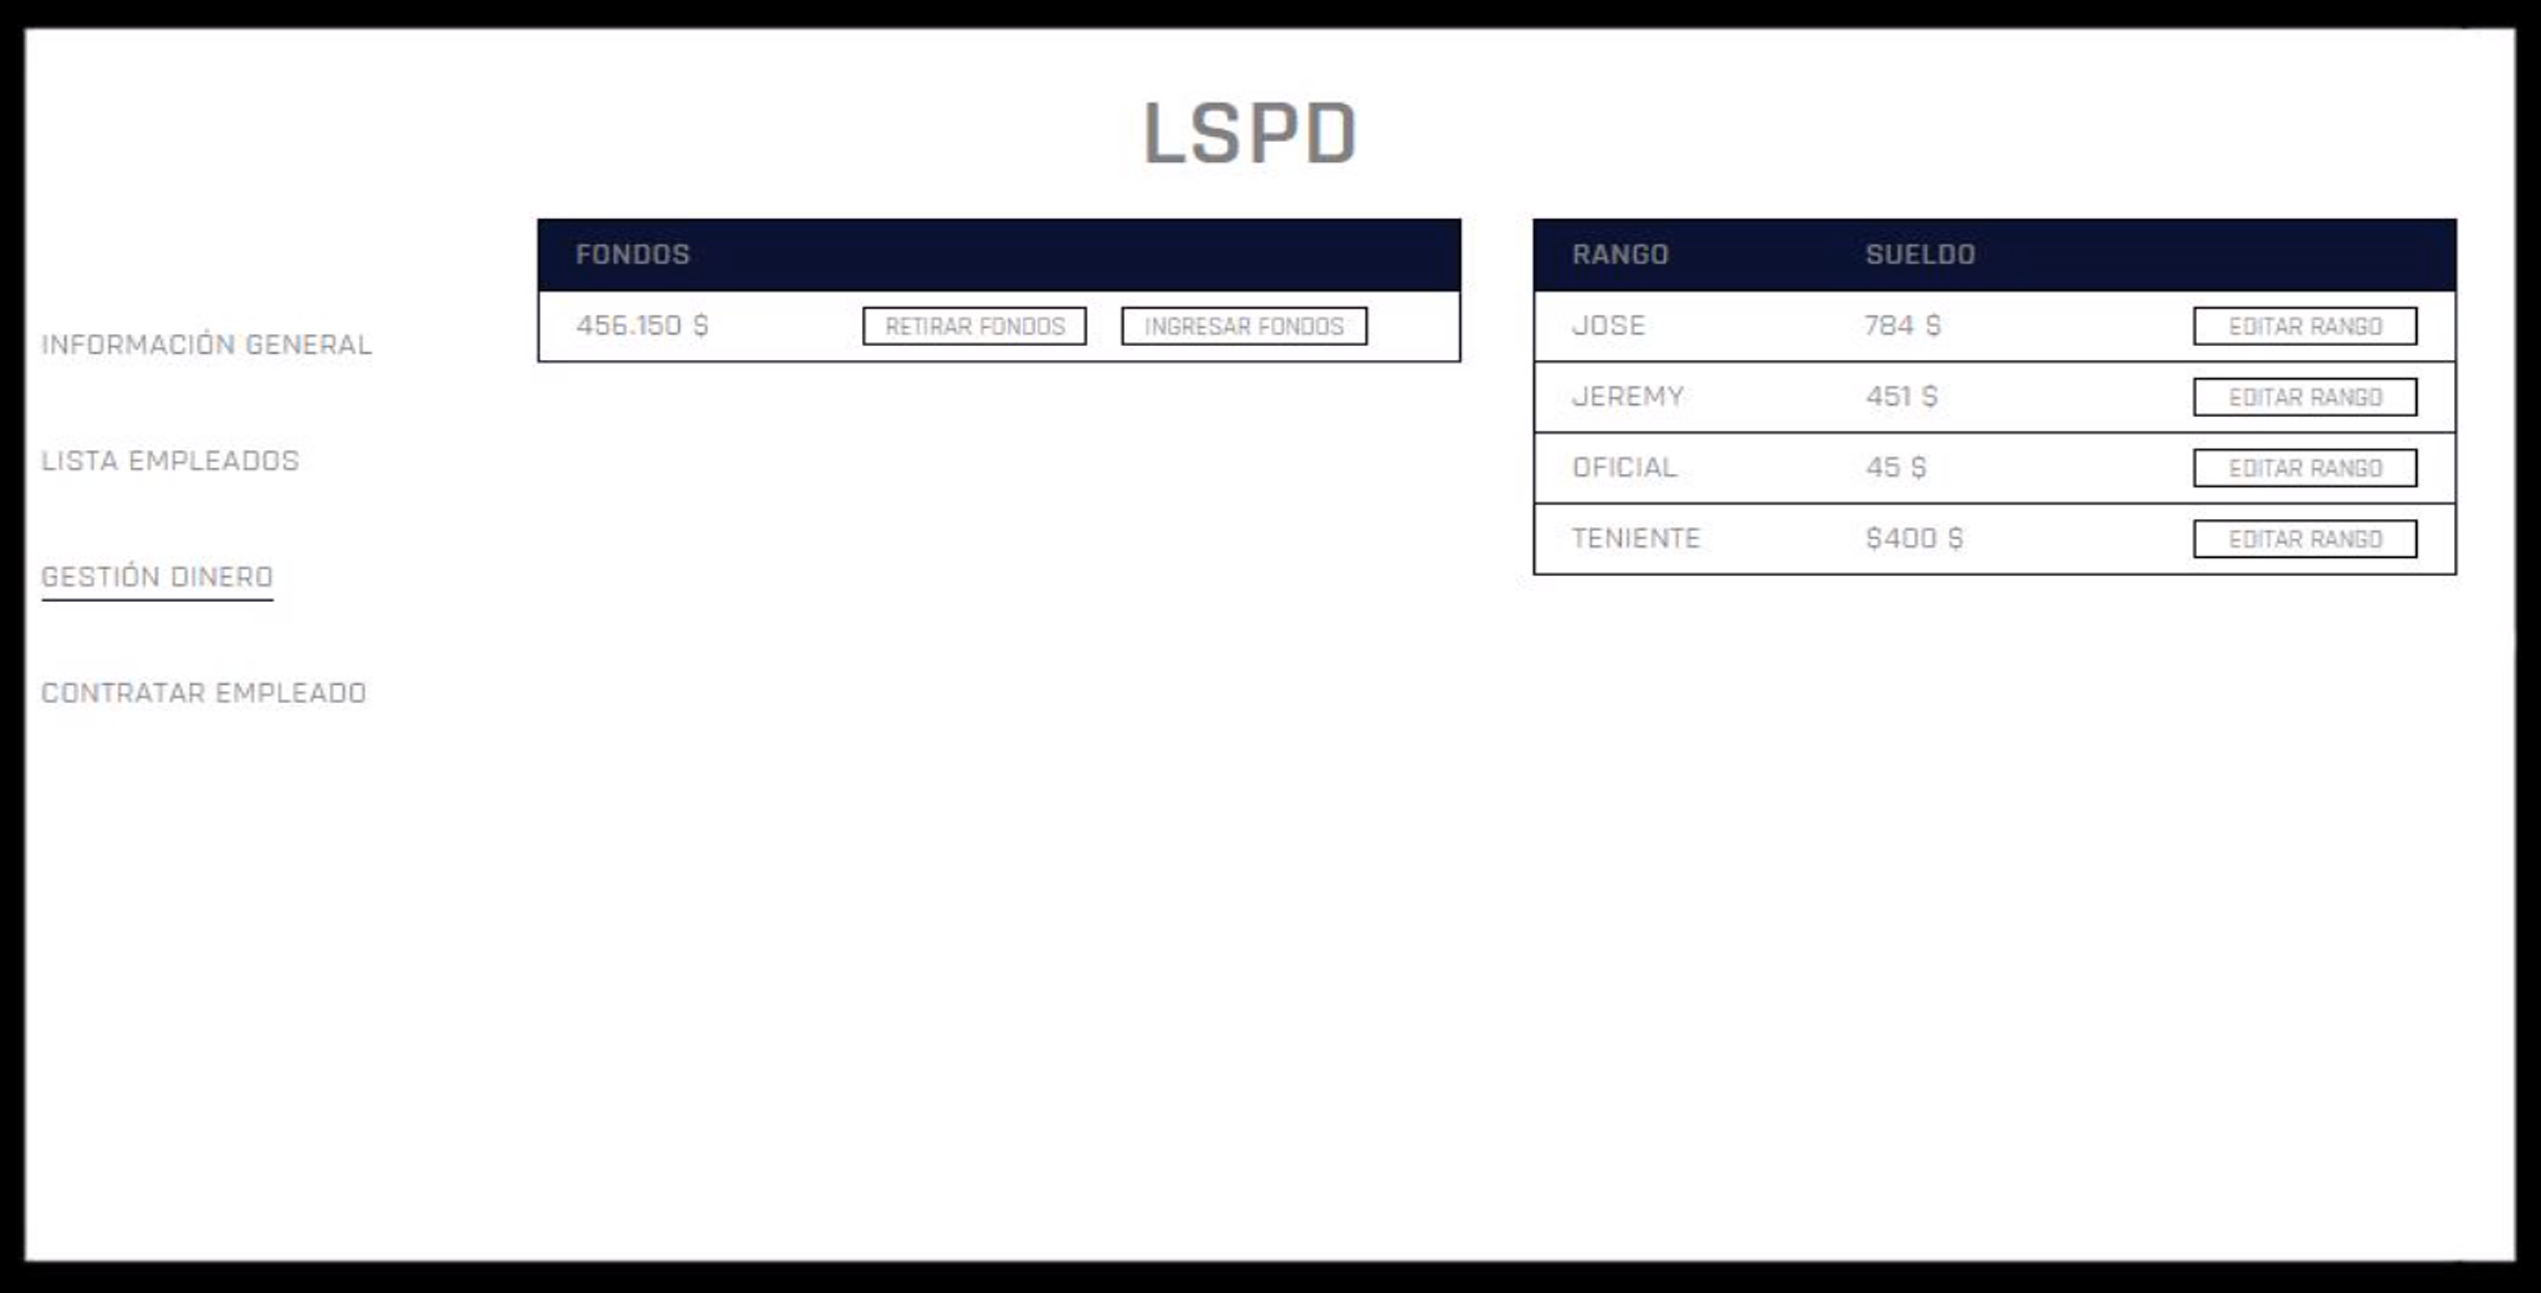 LSPD
INFORMACIÓN GENERAL
LISTA EMPLEADOS
GESTIÓN DINERO
CONTRATAR EMPLEADO
FONDOS
456.150 $ RETIRAR FONDOS INGRESAR FONDOS
RANGO SUELDO
JOSE 784 $ EDITAR RANGO
JEREMY 451 $ EDITAR RANGO
OFICIAL 45 $ EDITAR RANGO
TENIENTE $400 $ EDITAR RANGO